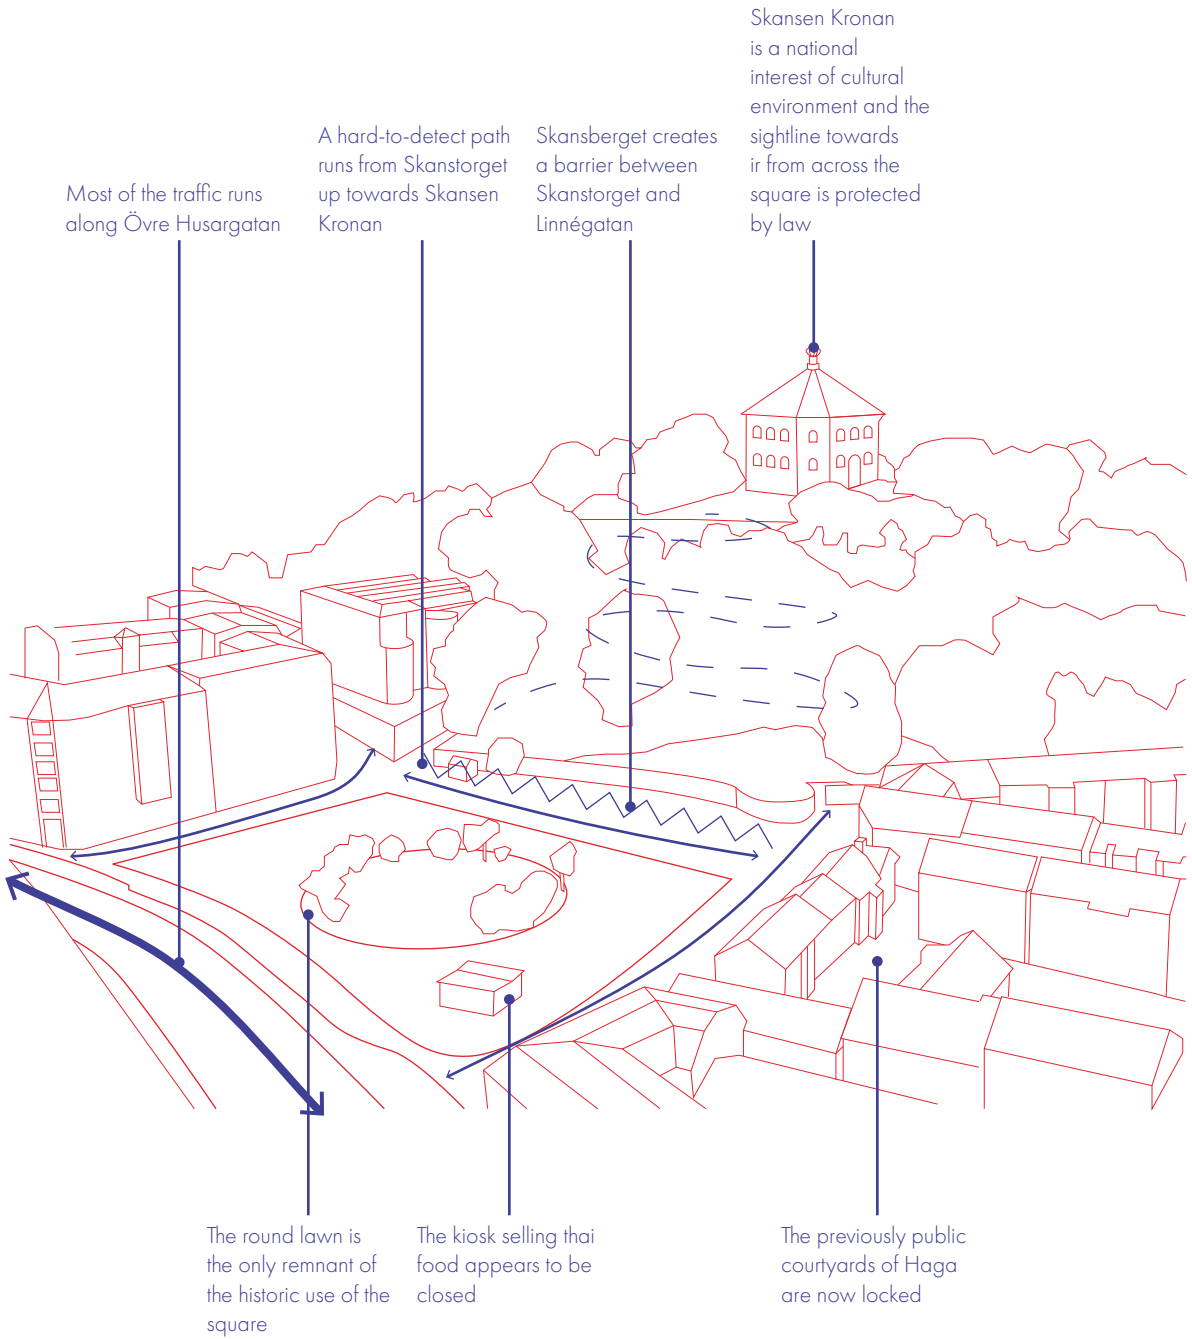 Skansen Kronan
is a national
interest of cultural
environment and the
sightline towards
ir from across the
square is protected
by law
A hard-to-detect path
runs from Skanstorget
up towards Skansen
Kronan
Skansberget creates
a barrier between
Skanstorget and
Linnégatan
Most of the traffic runs
along Övre Husargatan
The round lawn is
the only remnant of
the historic use of the
square
The kiosk selling thai
food appears to be
closed
The previously public
courtyards of Haga
are now locked